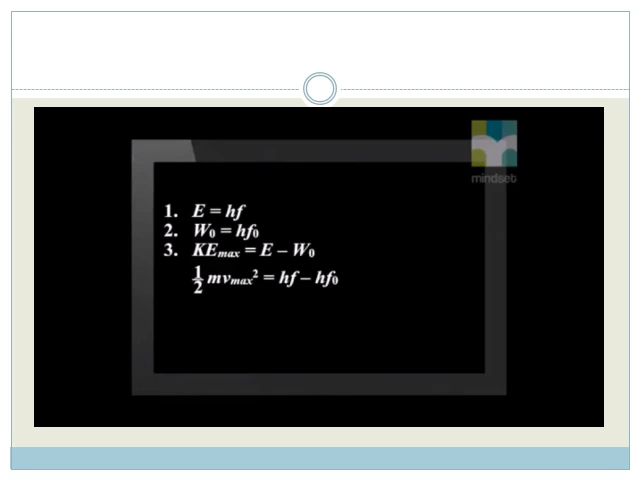 mindset
1. E = hf
2. W₀ = hf₀
3. KEmax = E – W₀
½ mvmax² = hf – hf₀